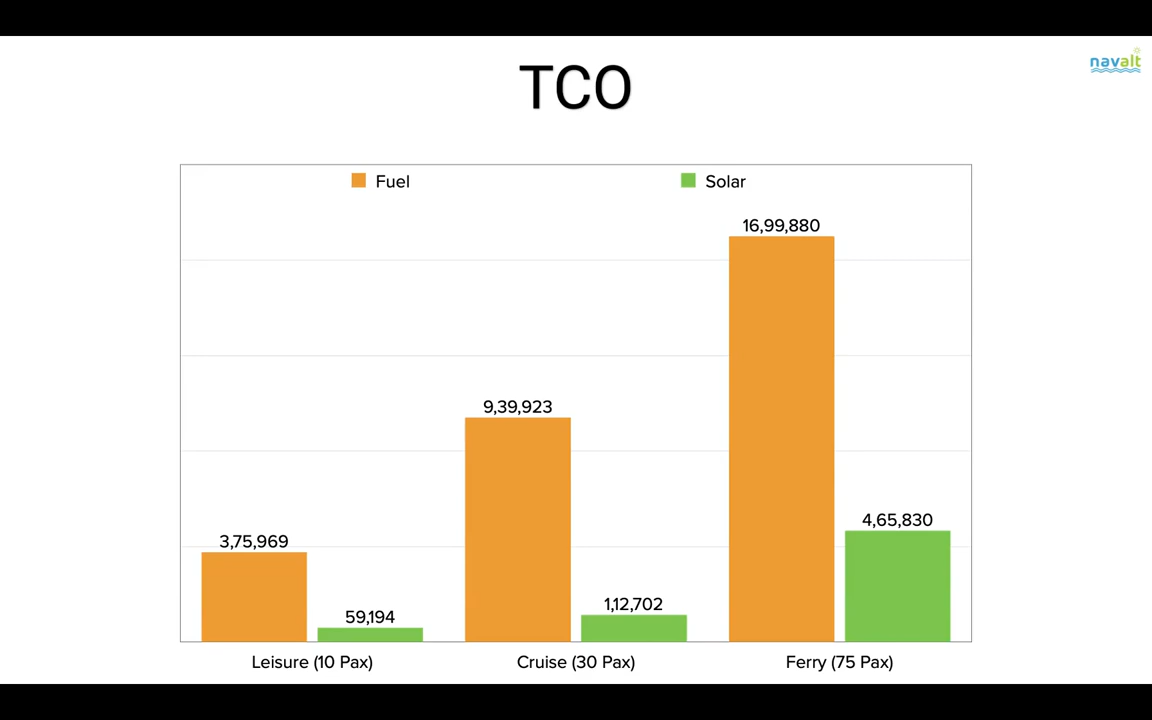 TCO
navalt
Fuel
Solar
16,99,880
9,39,923
4,65,830
3,75,969
1,12,702
59,194
Leisure (10 Pax)
Cruise (30 Pax)
Ferry (75 Pax)